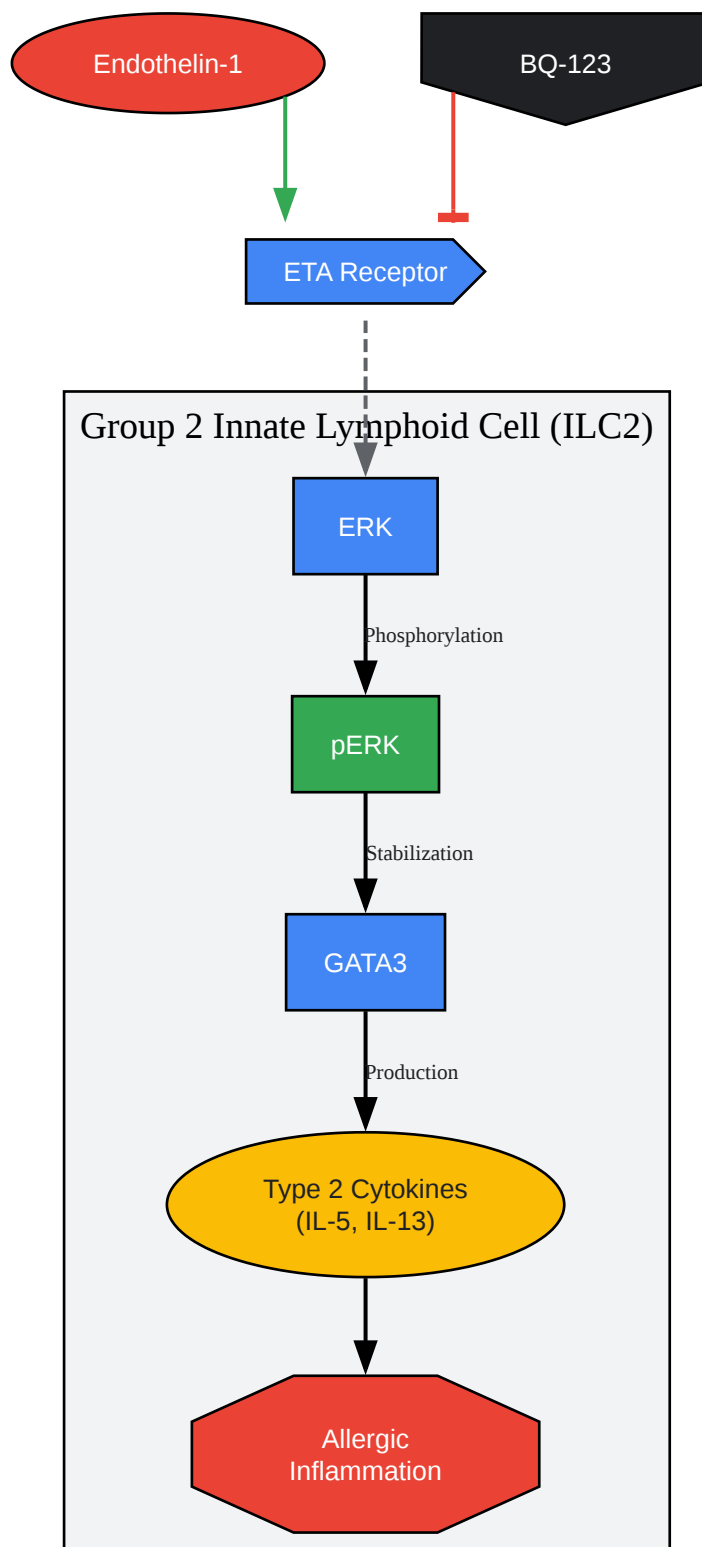 Endothelin-1
BQ-123
ETA Receptor
Group 2 Innate Lymphoid Cell (ILC2)
ERK
Phosphorylation
pERK
Stabilization
GATA3
Production
Type 2 Cytokines
(IL-5, IL-13)
Allergic
Inflammation